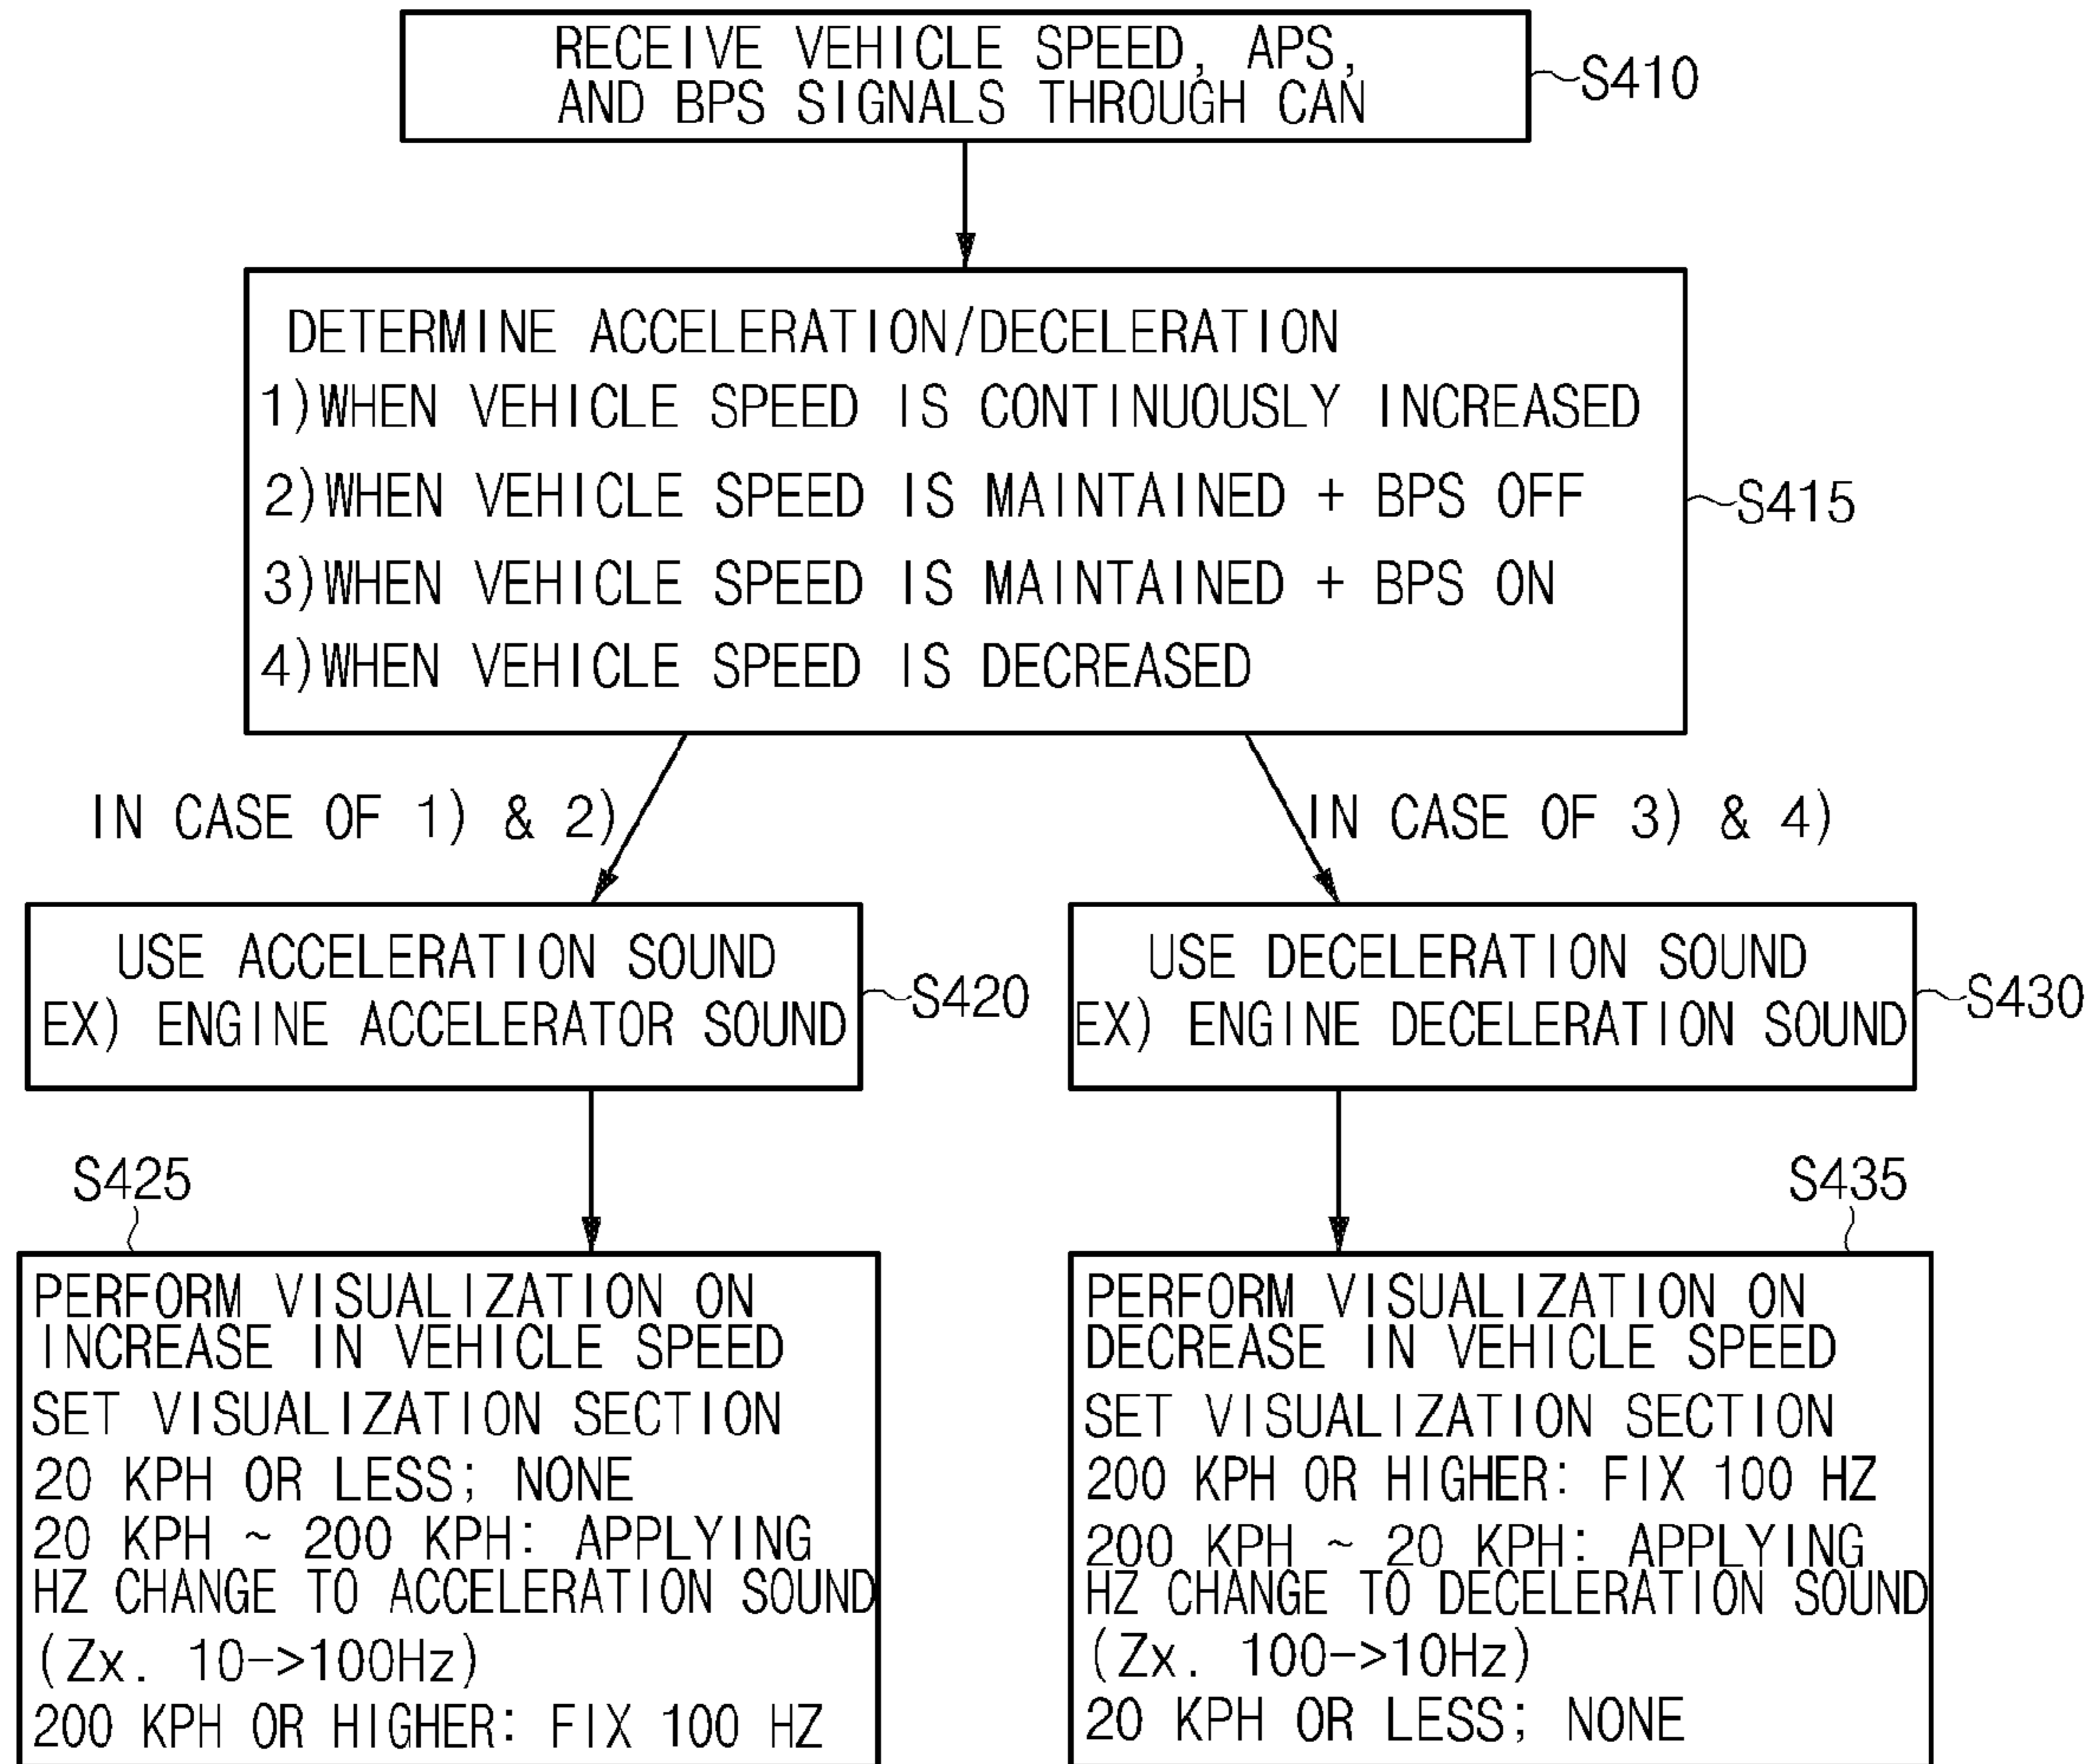 RECEIVE VEHICLE SPEED, APS,
AND BPS SIGNALS THROUGH CAN
S410
DETERMINE ACCELERATION/DECELERATION
1)WHEN VEHICLE SPEED IS CONTINUOUSLY INCREASED
2)WHEN VEHICLE SPEED IS MAINTAINED + BPS OFF
3)WHEN VEHICLE SPEED IS MAINTAINED + BPS ON
4)WHEN VEHICLE SPEED IS DECREASED
S415
IN CASE OF 1) & 2)
IN CASE OF 3) & 4)
USE ACCELERATION SOUND
EX) ENGINE ACCELERATOR SOUND
S420
USE DECELERATION SOUND
EX) ENGINE DECELERATION SOUND
S430
S425
PERFORM VISUALIZATION ON
INCREASE IN VEHICLE SPEED
SET VISUALIZATION SECTION
20 KPH OR LESS; NONE
20 KPH ~ 200 KPH: APPLYING
HZ CHANGE TO ACCELERATION SOUND
(Zx. 10->100Hz)
200 KPH OR HIGHER: FIX 100 HZ
S435
PERFORM VISUALIZATION ON
DECREASE IN VEHICLE SPEED
SET VISUALIZATION SECTION
200 KPH OR HIGHER: FIX 100 HZ
200 KPH ~ 20 KPH: APPLYING
HZ CHANGE TO DECELERATION SOUND
(Zx. 100->10Hz)
20 KPH OR LESS; NONE